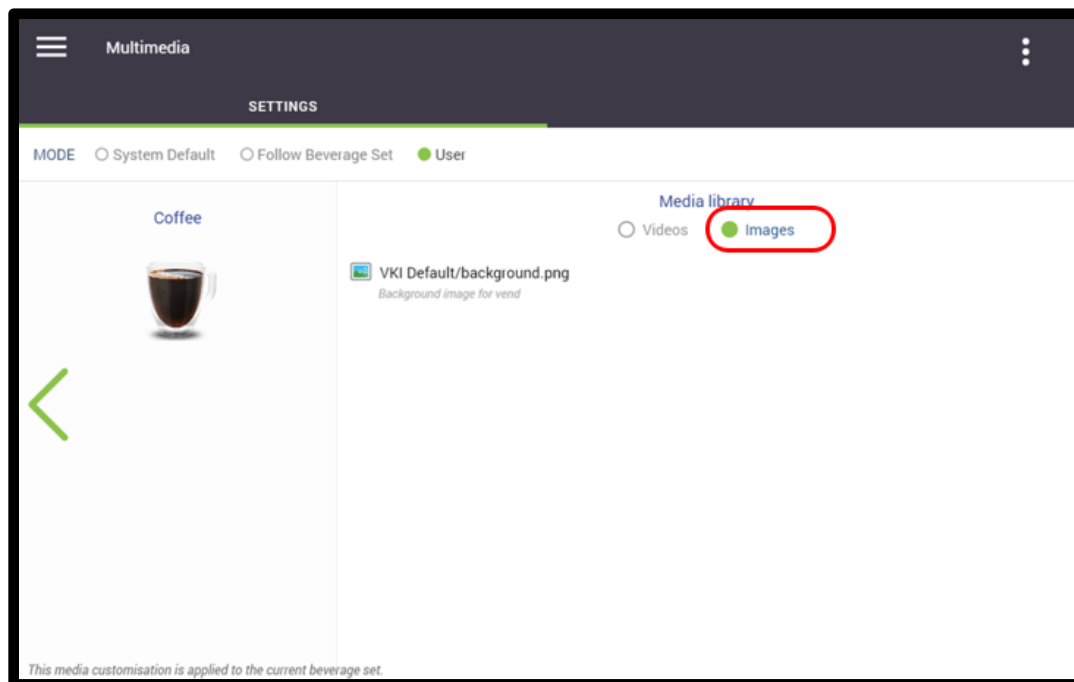 Multimedia
SETTINGS
MODE System Default Follow Beverage Set User
Coffee
Media library
Videos Images
VKI Default/background.png
Background image for vend
This media customisation is applied to the current beverage set.